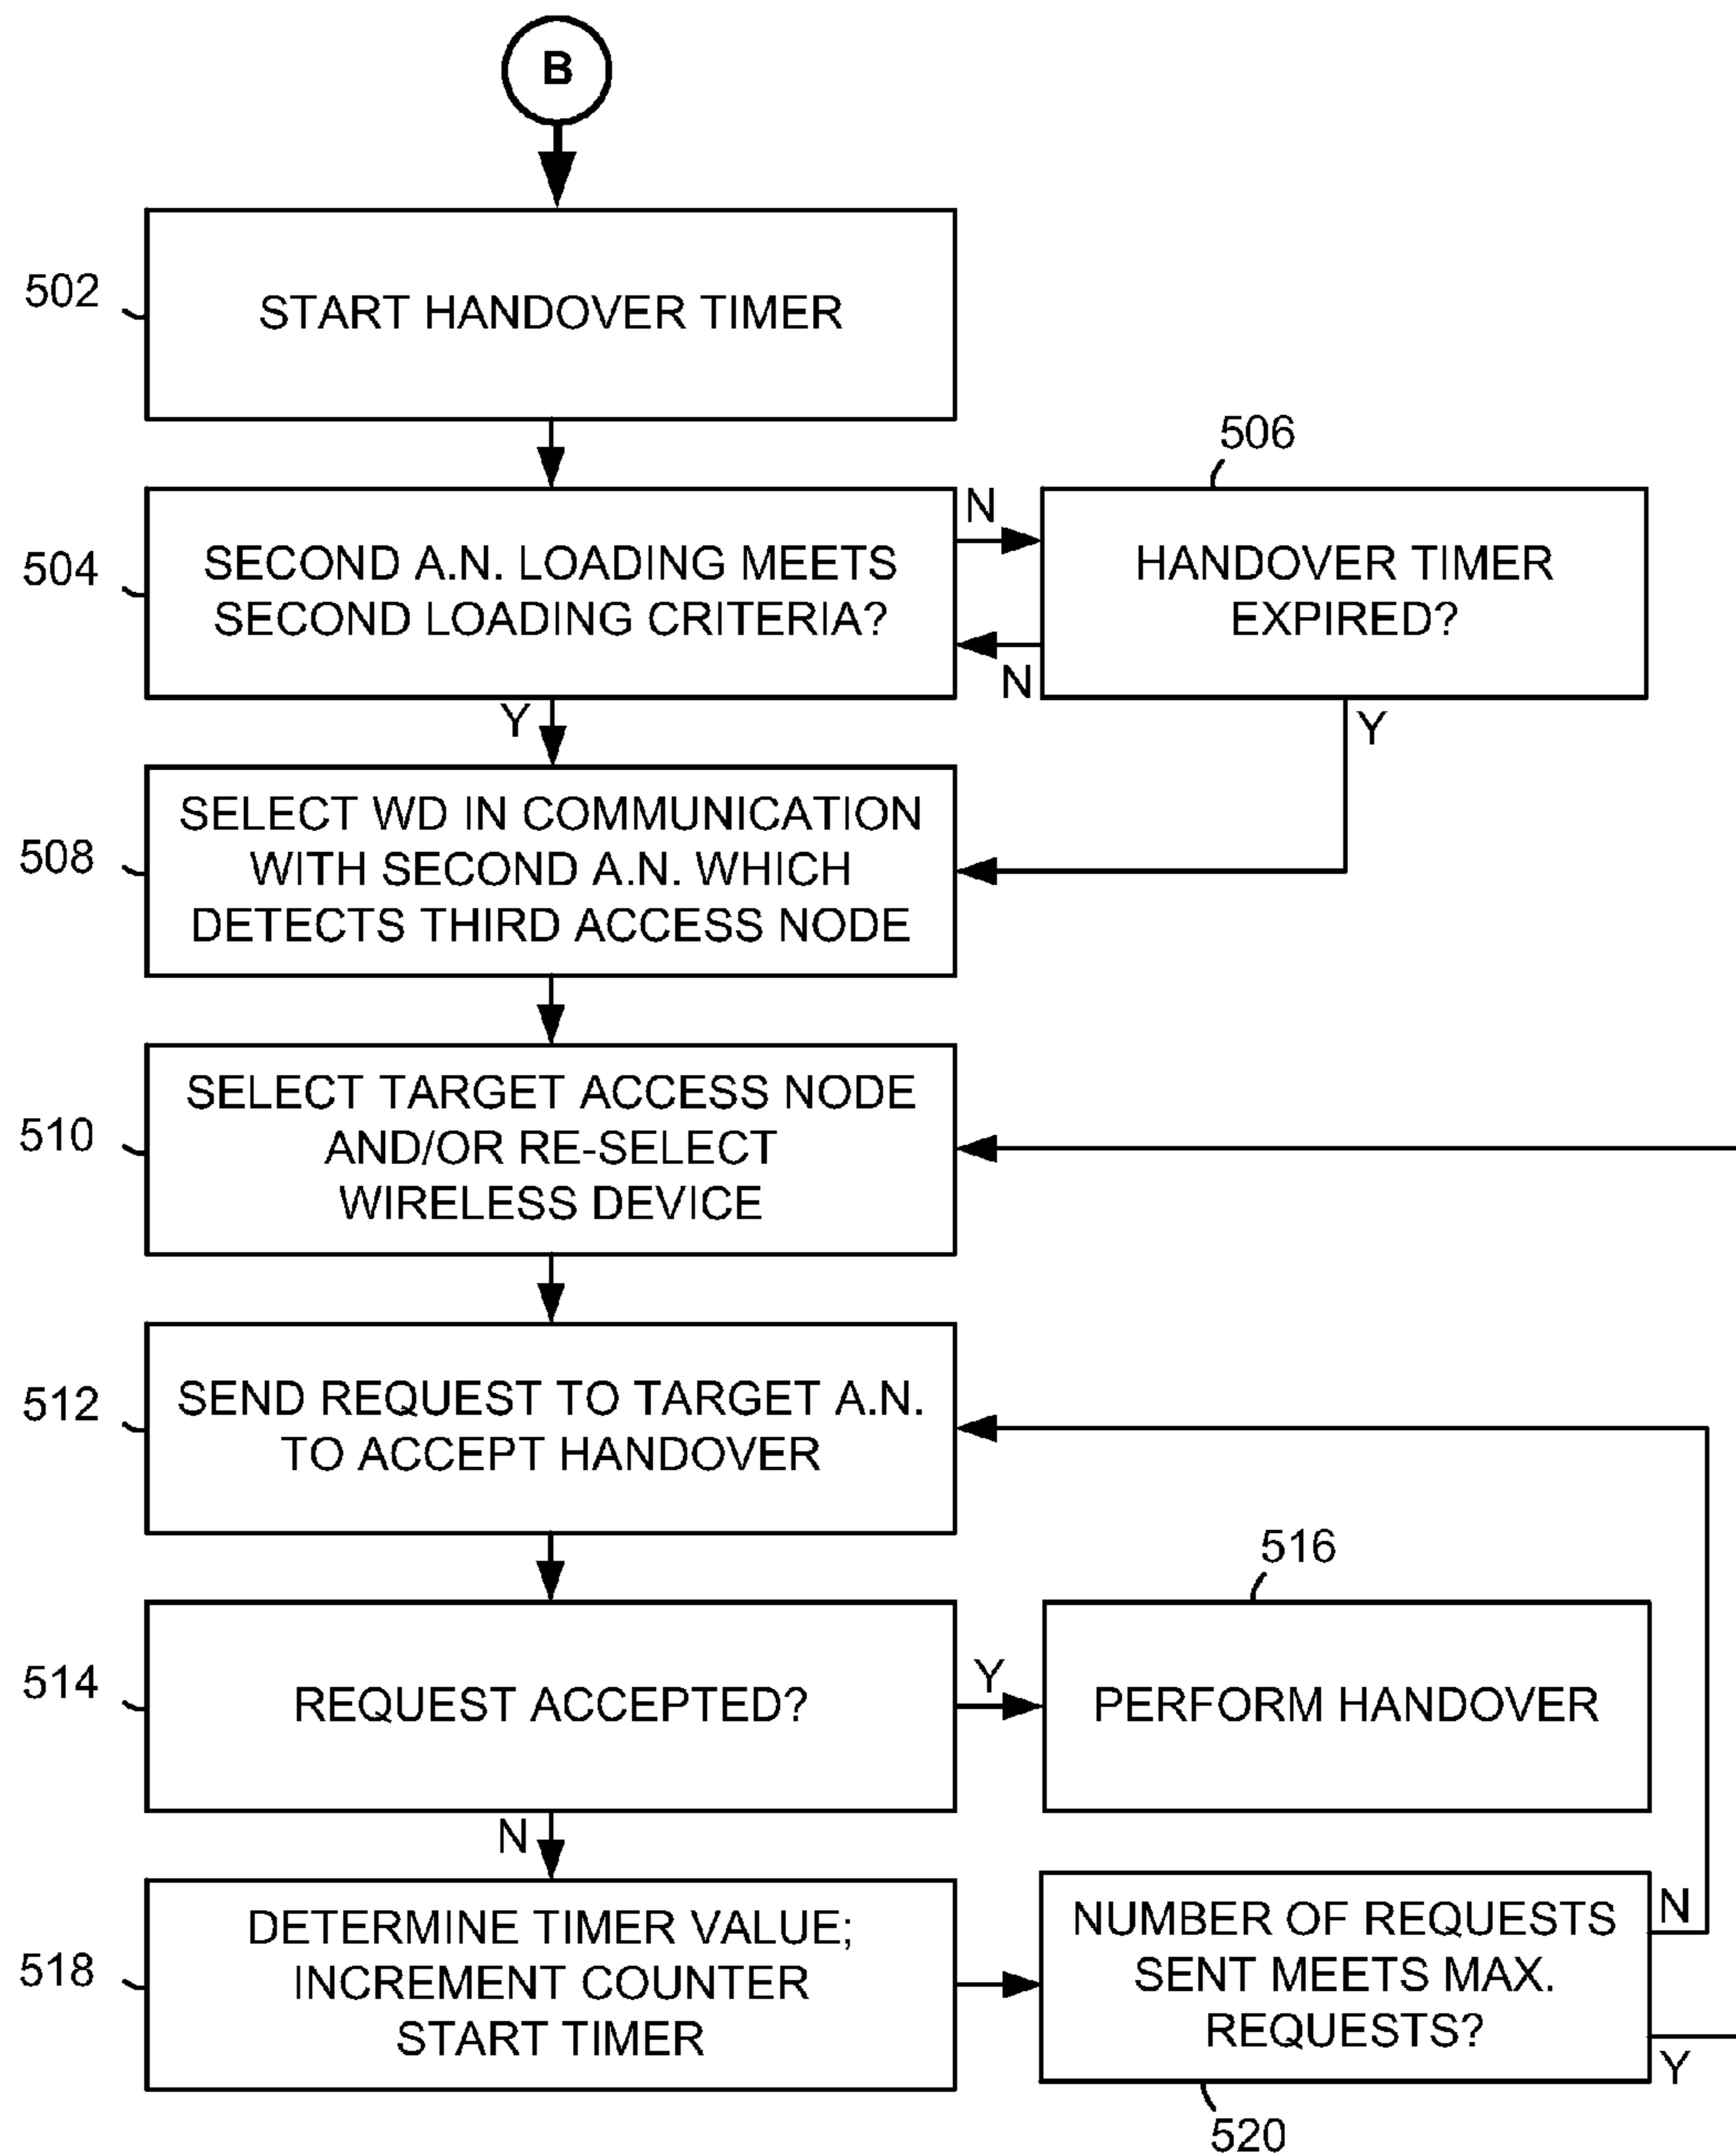 B
502
START HANDOVER TIMER
506
504
SECOND A.N. LOADING MEETS
SECOND LOADING CRITERIA?
N
HANDOVER TIMER
EXPIRED?
N
Y
Y
508
SELECT WD IN COMMUNICATION
WITH SECOND A.N. WHICH
DETECTS THIRD ACCESS NODE
510
SELECT TARGET ACCESS NODE
AND/OR RE-SELECT
WIRELESS DEVICE
512
SEND REQUEST TO TARGET A.N.
TO ACCEPT HANDOVER
516
514
REQUEST ACCEPTED?
Y
PERFORM HANDOVER
N
518
DETERMINE TIMER VALUE;
INCREMENT COUNTER
START TIMER
NUMBER OF REQUESTS
SENT MEETS MAX.
REQUESTS?
N
Y
520